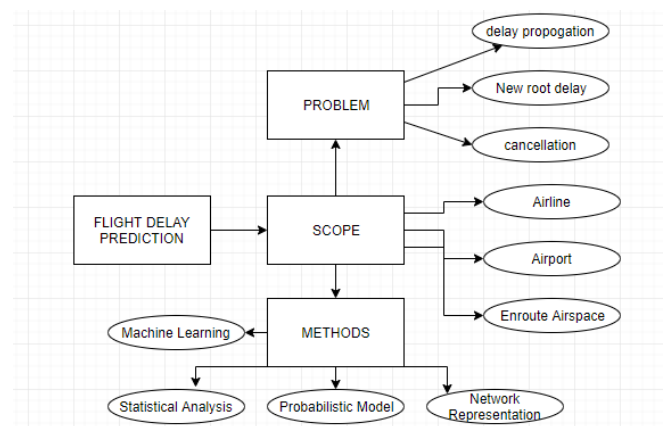 delay propogation
New root delay
PROBLEM
cancellation
Airline
FLIGHT DELAY
PREDICTION
SCOPE
Airport
Enroute Airspace
Machine Learning
METHODS
Statistical Analysis
Probabilistic Model
Network
Representation